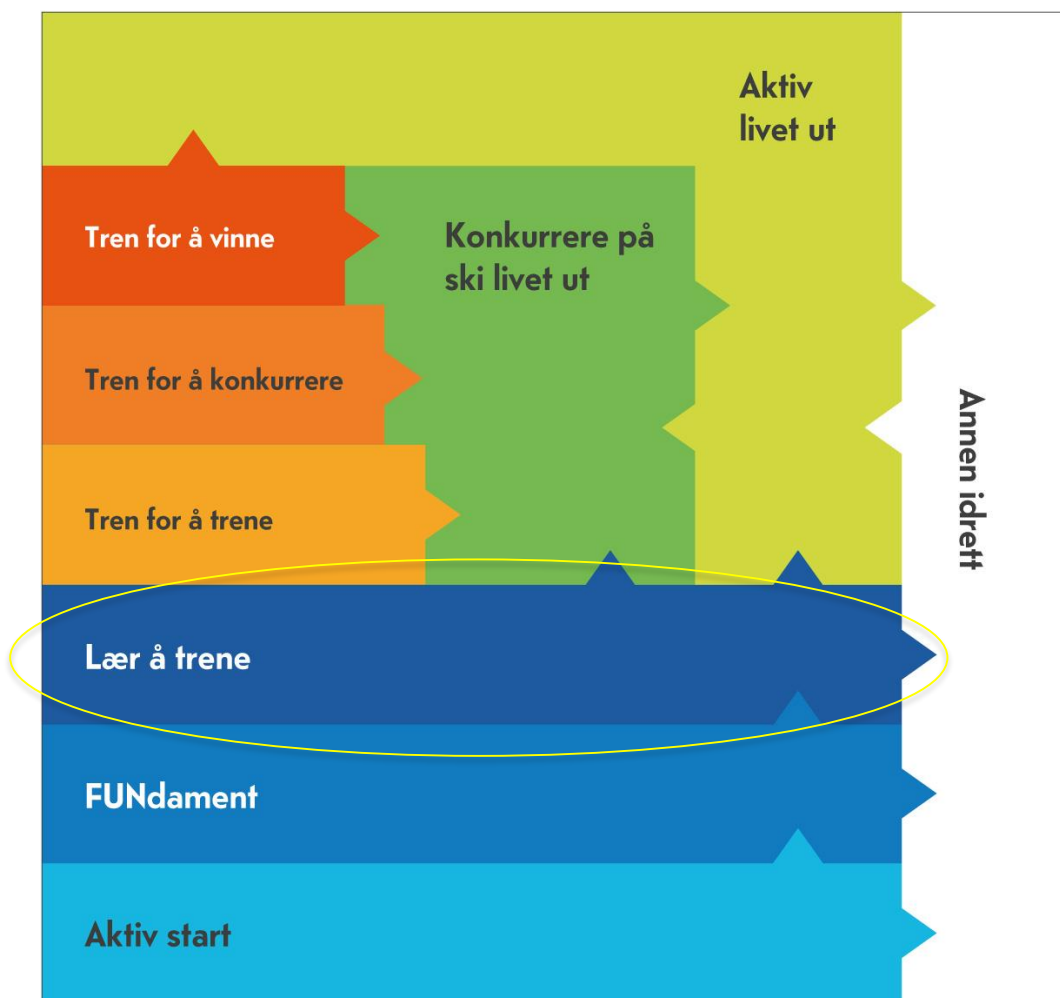 Aktiv
livet ut
Tren for å vinne
Konkurrere på
ski livet ut
Tren for å konkurrere
Annen idrett
Tren for å trene
Lær å trene
FUNdament
Aktiv start